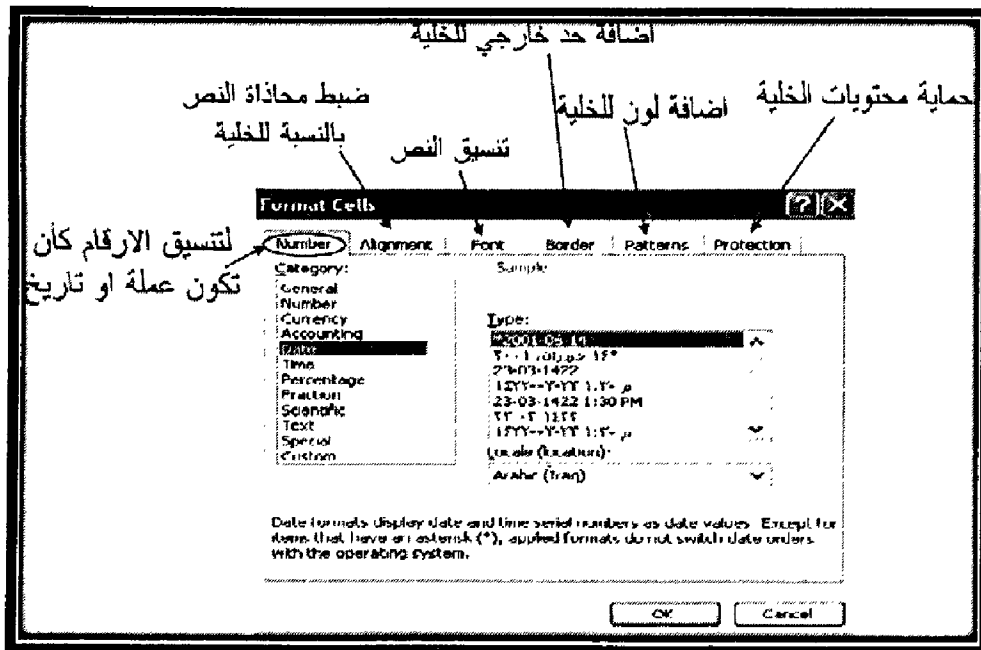 اضافة حد خارجي للخلية
ضبط محاذاة النص
بالنسبة للخلية
تنسيق النص
اضافة لون للخلية
حماية محتويات الخلية
لتنسيق الارقام كأن
تكون عملة او تاريخ
Format Cells
Number Alignment Font Border Patterns Protection
Category:
General
Number
Currency
Accounting
Date
Time
Percentage
Fraction
Scientific
Text
Special
Custom
Sample
Type:
*2001-03-14
23-03-1422
23-03-1422 1:30 PM
Locale (location):
Arabic (Iraq)
Date formats display date and time serial numbers as date values. Except for
items that have an asterisk (*), applied formats do not switch date orders
with the operating system.
OK Cancel